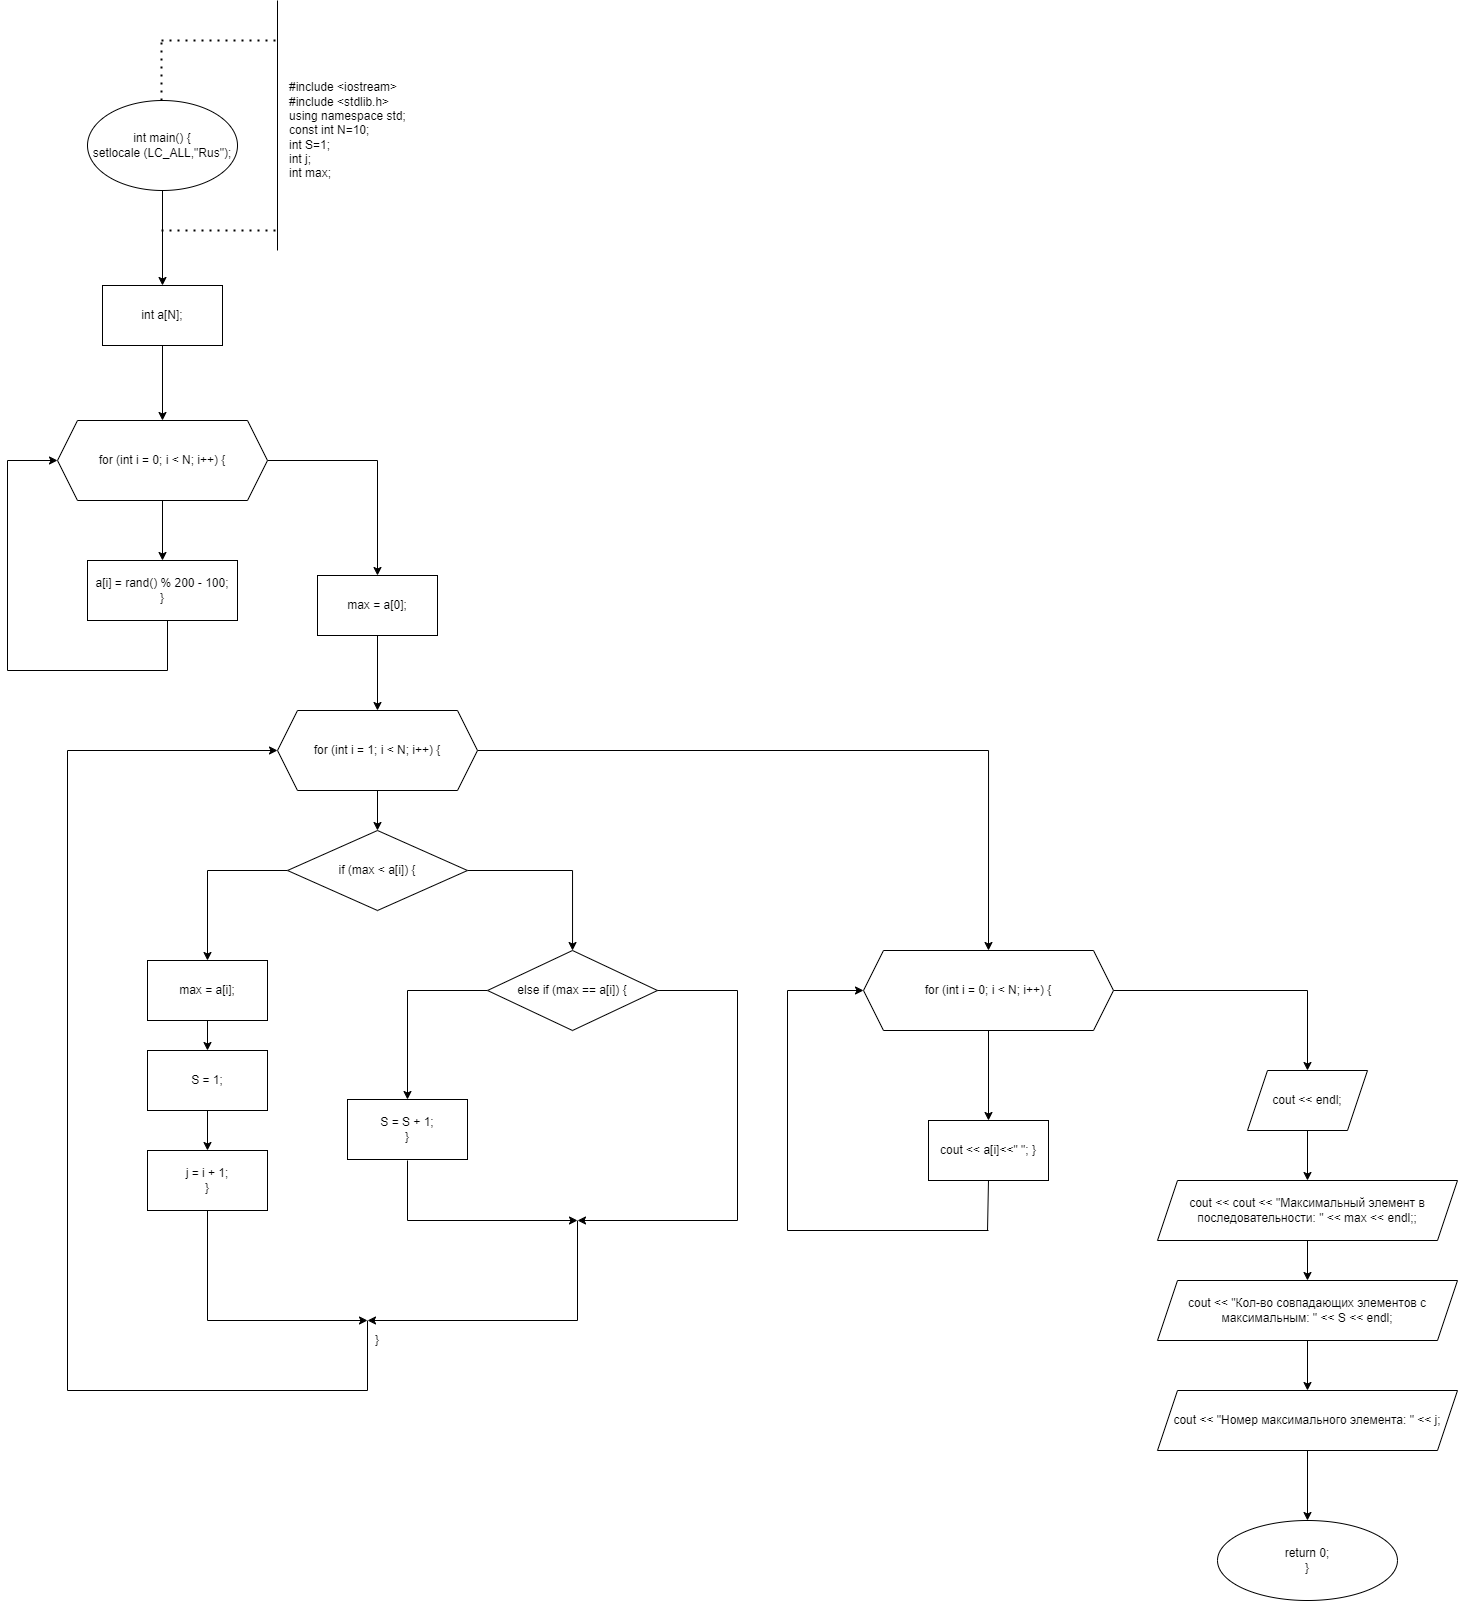 #include <iostream>
#include <stdlib.h>
using namespace std;
const int N=10;
int S=1;
int j;
int max;
int main() {
setlocale (LC_ALL,"Rus");
int a[N];
for (int i = 0; i < N; i++) {
a[i] = rand() % 200 - 100;
}
max = a[0];
for (int i = 1; i < N; i++) {
if (max < a[i]) {
max = a[i];
S = 1;
j = i + 1;
}
else if (max == a[i]) {
S = S + 1;
}
}
for (int i = 0; i < N; i++) {
cout << a[i]<<" "; }
cout << endl;
cout << cout << "Максимальный элемент в
последовательности: " << max << endl;;
cout << "Кол-во совпадающих элементов с
максимальным: " << S << endl;
cout << "Номер максимального элемента: " << j;
return 0;
}